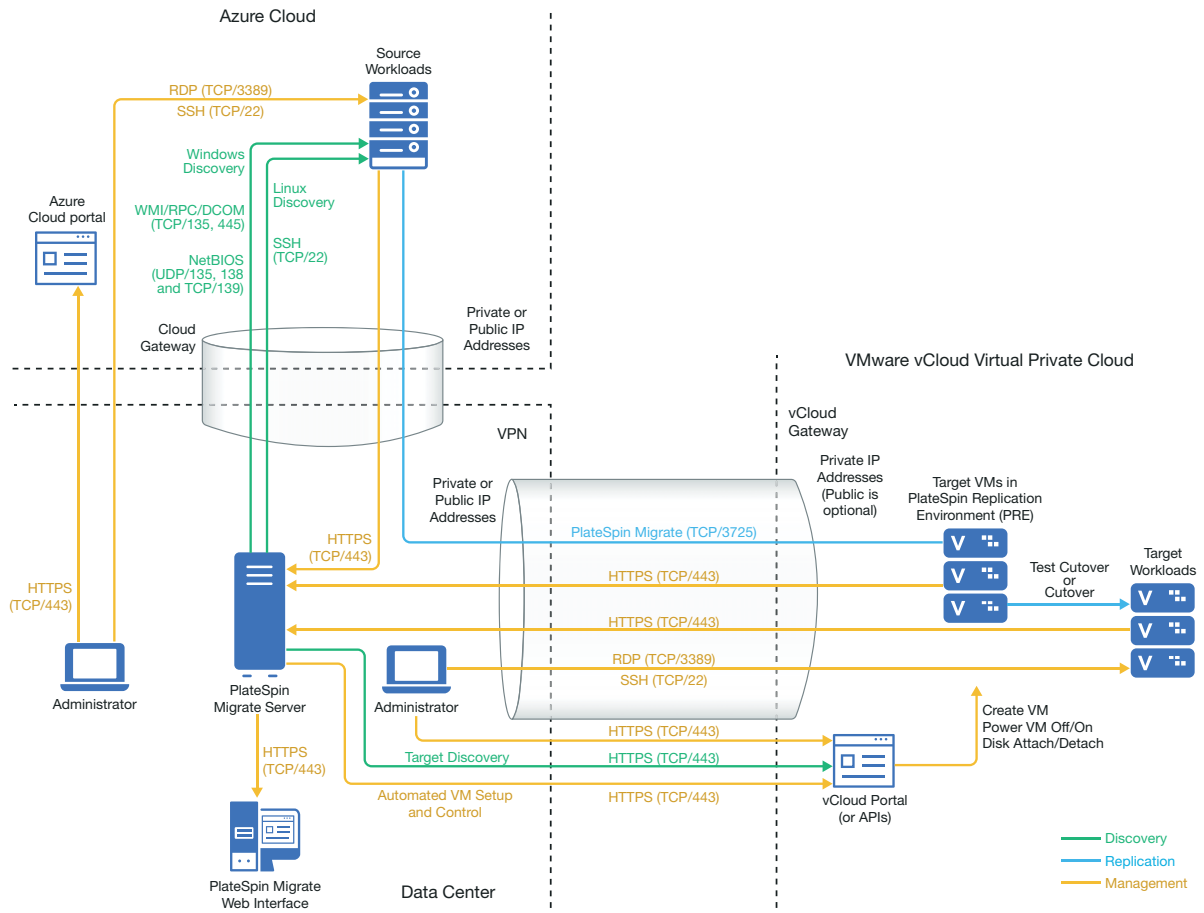 Azure Cloud
Source
Workloads
RDP (TCP/3389)
SSH (TCP/22)
Windows
Discovery
Linux
Discovery
WMI/RPC/DCOM
(TCP/135, 445)
SSH
(TCP/22)
NetBIOS
(UDP/135, 138
and TCP/139)
Azure
Cloud portal
Cloud
Gateway
Private or
Public IP
Addresses
VMware vCloud Virtual Private Cloud
VPN
vCloud
Gateway
Private or
Public IP
Addresses
Private IP
Addresses
(Public is
optional)
Target VMs in
PlateSpin Replication
Environment (PRE)
PlateSpin Migrate (TCP/3725)
HTTPS
(TCP/443)
HTTPS (TCP/443)
Test Cutover
or
Cutover
Target
Workloads
V
V
V
V
V
V
HTTPS
(TCP/443)
HTTPS (TCP/443)
RDP (TCP/3389)
SSH (TCP/22)
Administrator
PlateSpin
Migrate Server
Administrator
HTTPS (TCP/443)
Create VM
Power VM Off/On
Disk Attach/Detach
HTTPS
(TCP/443)
Target Discovery
HTTPS (TCP/443)
Automated VM Setup
and Control
HTTPS (TCP/443)
vCloud Portal
(or APIs)
PlateSpin Migrate
Web Interface
Data Center
Discovery
Replication
Management